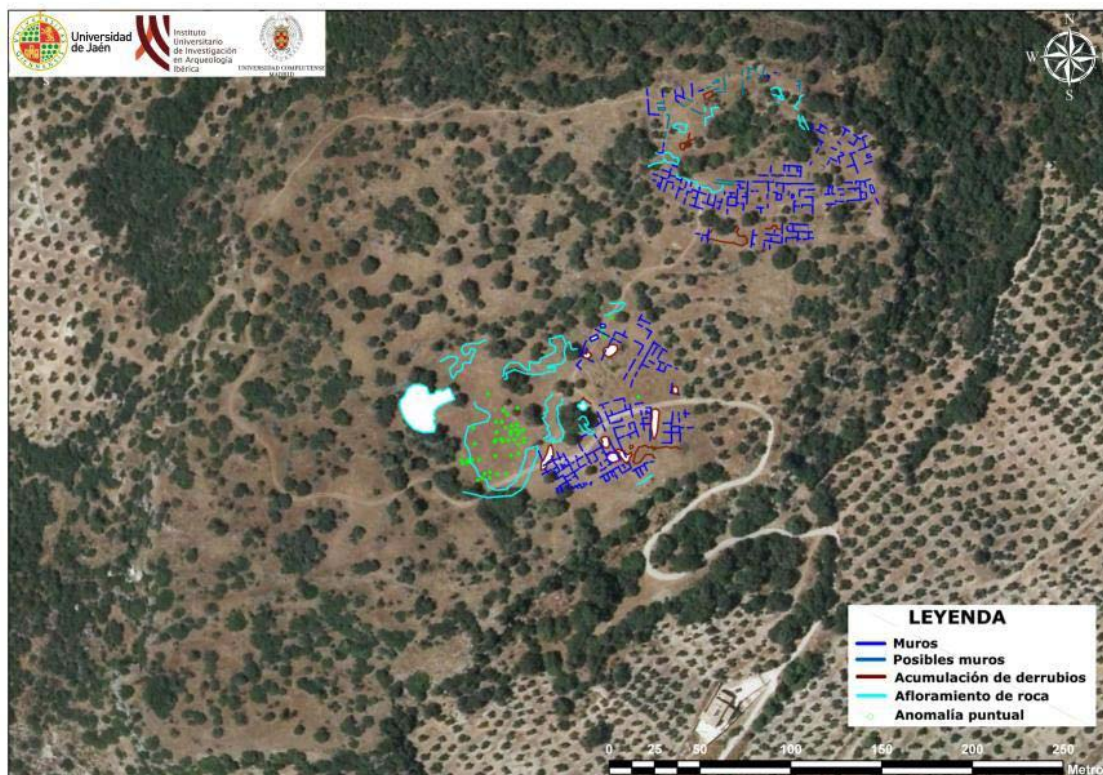 Universidad
de Jaén
Instituto
Universitario
de Investigación
en Arqueología
Ibérica
UNIVERSIDAD COMPLUTENSE
MADRID
N
W
E
S
LEYENDA
Muros
Posibles muros
Acumulación de derrubios
Afloramiento de roca
Anomalía puntual
0 25 50 100 150 200 250
Metro